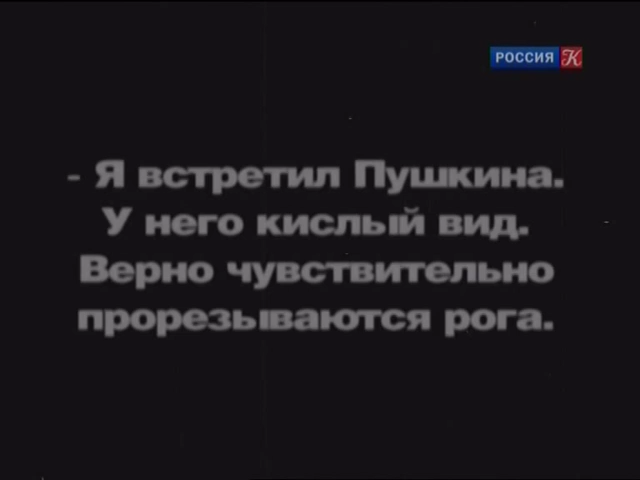 РОССИЯ К
- Я встретил Пушкина.
У него кислый вид.
Верно чувствительно
прорезываются рога.